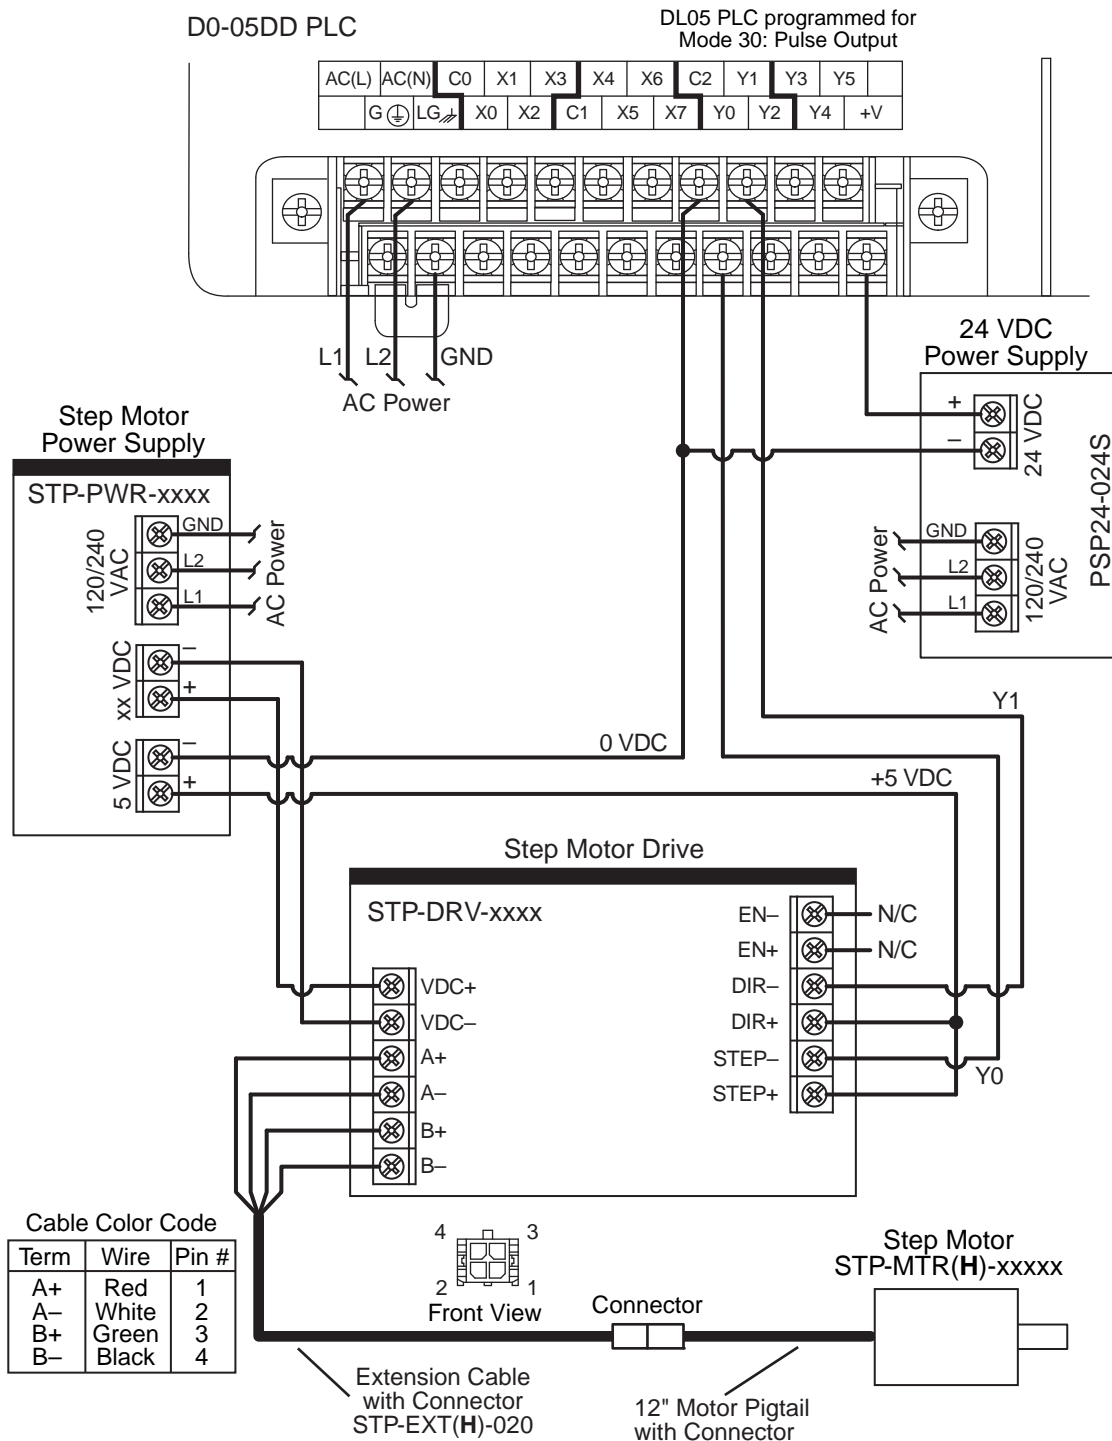 D0-05DD PLC
DL05 PLC programmed for
Mode 30: Pulse Output
AC(L) AC(N) C0 X1 X3 X4 X6 C2 Y1 Y3 Y5
G LG X0 X2 C1 X5 X7 Y0 Y2 Y4 +V
L1 L2 GND
AC Power
24 VDC
Power Supply
+
–
24 VDC
PSP24-024S
GND
L2
L1
AC Power
120/240
VAC
Step Motor
Power Supply
STP-PWR-xxxx
GND
L2
L1
120/240
VAC
AC Power
–
+
xx VDC
–
+
5 VDC
0 VDC
+5 VDC
Y1
Y0
Step Motor Drive
STP-DRV-xxxx
VDC+
VDC–
A+
A–
B+
B–
EN– N/C
EN+ N/C
DIR–
DIR+
STEP–
STEP+
Cable Color Code
Term Wire Pin #
A+ Red 1
A– White 2
B+ Green 3
B– Black 4
4 3
2 1
Front View
Connector
Step Motor
STP-MTR(H)-xxxxx
Extension Cable
with Connector
STP-EXT(H)-020
12" Motor Pigtail
with Connector